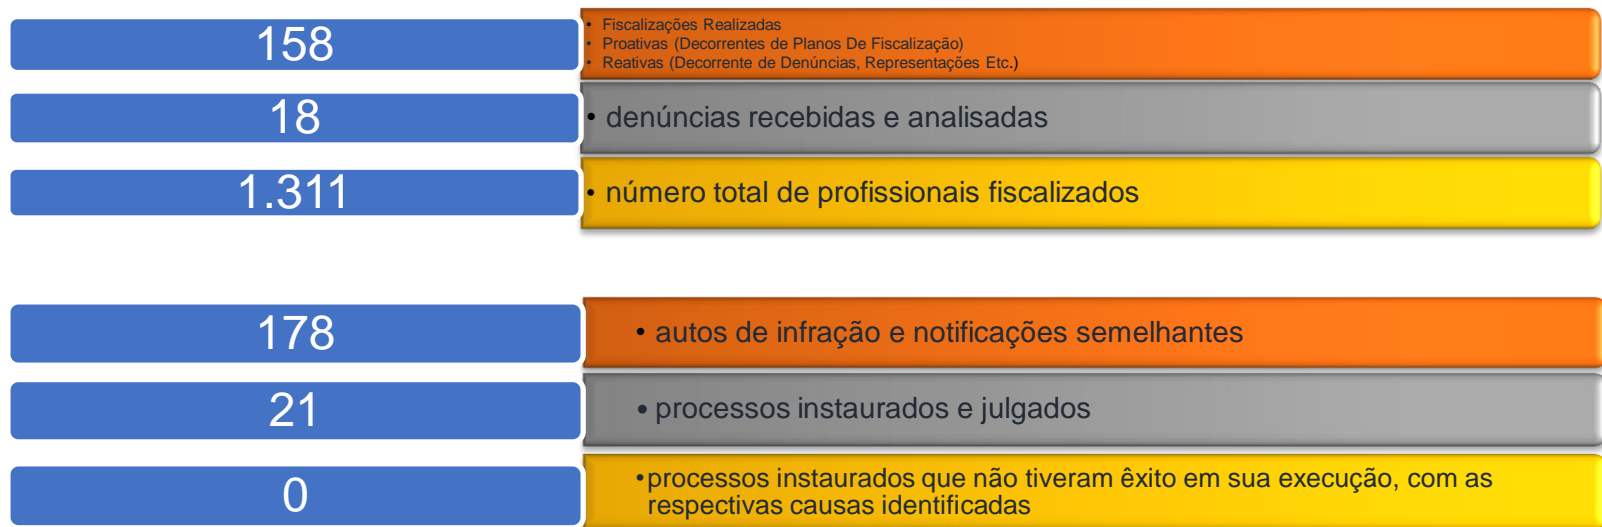 158
• Fiscalizações Realizadas
• Proativas (Decorrentes de Planos De Fiscalização)
• Reativas (Decorrente de Denúncias, Representações Etc.)
18
• denúncias recebidas e analisadas
1.311
• número total de profissionais fiscalizados
178
• autos de infração e notificações semelhantes
21
• processos instaurados e julgados
0
•processos instaurados que não tiveram êxito em sua execução, com as
respectivas causas identificadas